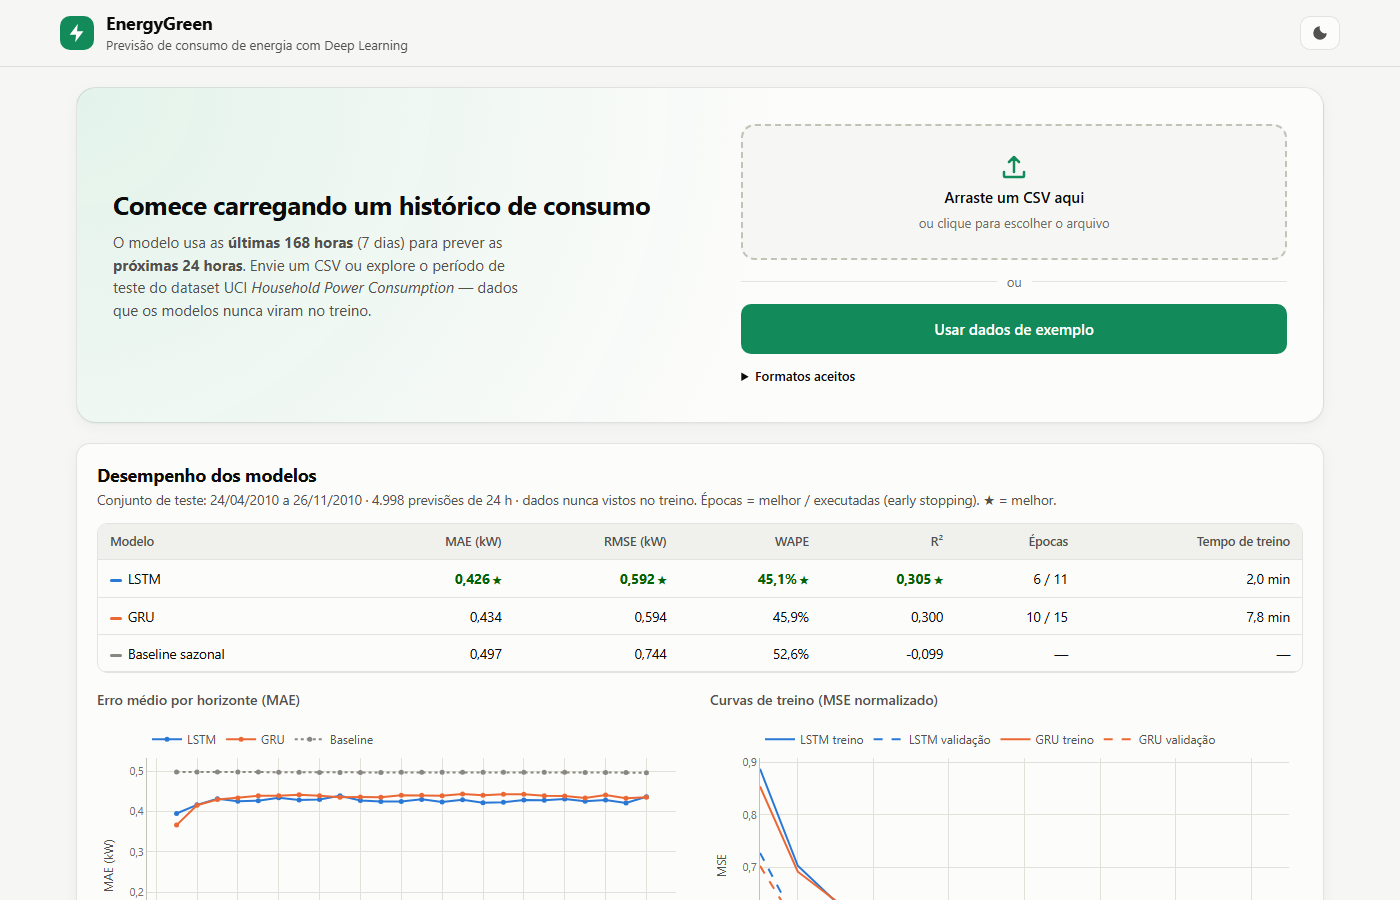 EnergyGreen
Previsão de consumo de energia com Deep Learning
Comece carregando um histórico de consumo
O modelo usa as últimas 168 horas (7 dias) para prever as
próximas 24 horas. Envie um CSV ou explore o período de
teste do dataset UCI Household Power Consumption — dados
que os modelos nunca viram no treino.
Arraste um CSV aqui
ou clique para escolher o arquivo
ou
Usar dados de exemplo
▶ Formatos aceitos
Desempenho dos modelos
Conjunto de teste: 24/04/2010 a 26/11/2010 · 4.998 previsões de 24 h · dados nunca vistos no treino. Épocas = melhor / executadas (early stopping). ★ = melhor.
Modelo MAE (kW) RMSE (kW) WAPE R² Épocas Tempo de treino
LSTM 0,426 ★ 0,592 ★ 45,1% ★ 0,305 ★ 6 / 11 2,0 min
GRU 0,434 0,594 45,9% 0,300 10 / 15 7,8 min
Baseline sazonal 0,497 0,744 52,6% -0,099 — —
Erro médio por horizonte (MAE)
LSTM GRU Baseline
0,5
0,4
0,3
0,2
MAE (kW)
Curvas de treino (MSE normalizado)
LSTM treino LSTM validação GRU treino GRU validação
0,9
0,8
0,7
MSE